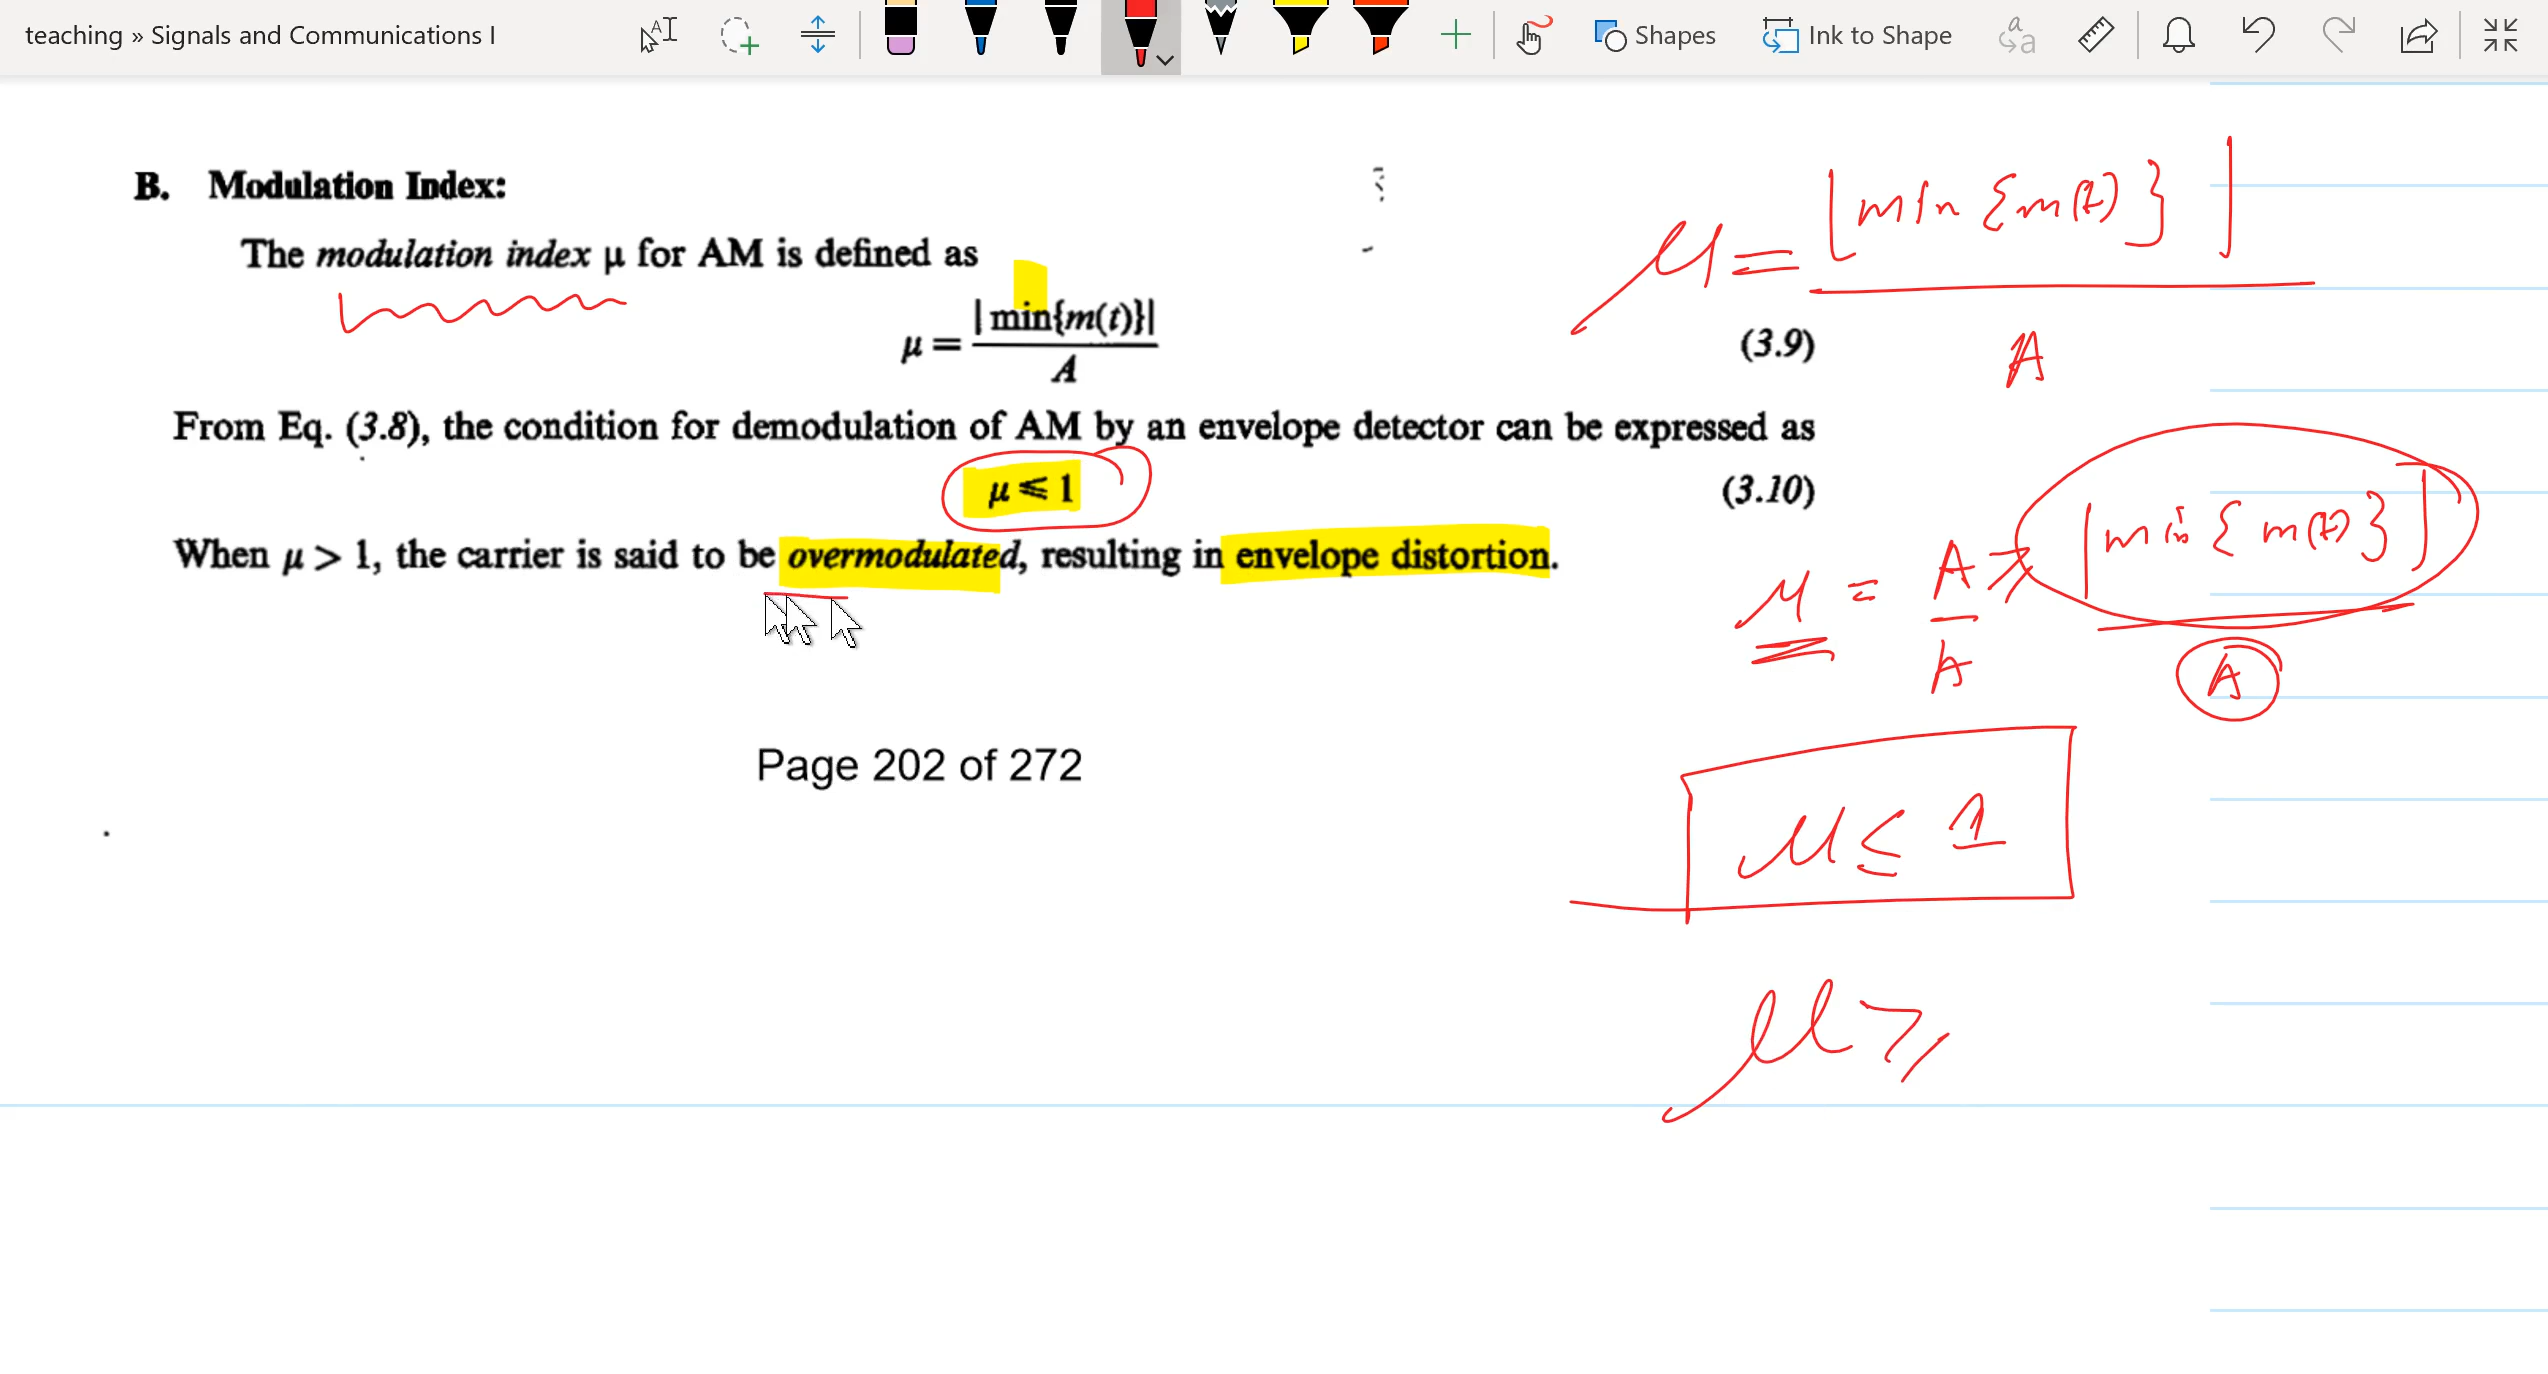 teaching » Signals and Communications I
Shapes
Ink to Shape
B. Modulation Index:
The modulation index μ for AM is defined as
μ = |min{m(t)}| / A
(3.9)
From Eq. (3.8), the condition for demodulation of AM by an envelope detector can be expressed as
μ ⩽ 1
(3.10)
When μ > 1, the carrier is said to be overmodulated, resulting in envelope distortion.
Page 202 of 272
μ = |min {m(t)}| / A
μ = A/A ≥ |min {m(t)}| / A
μ ≤ 1
μ >